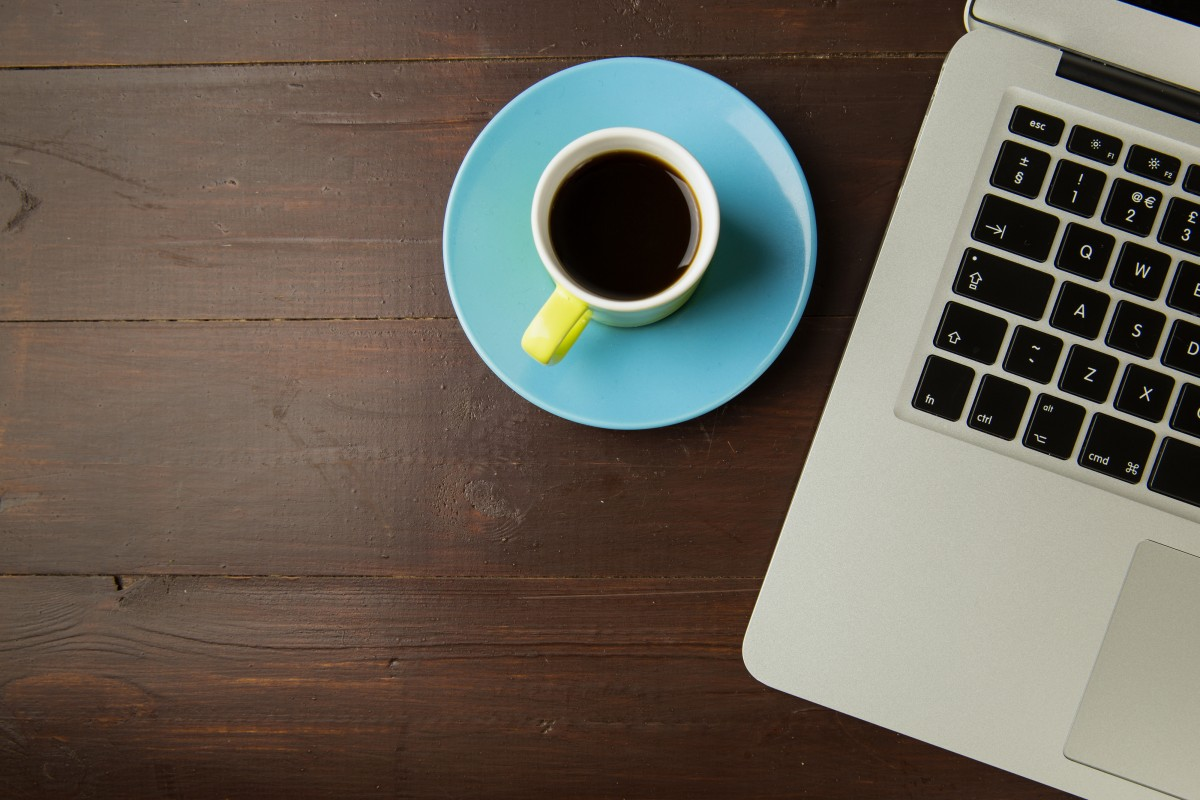 esc F1 F2
± § ! 1 @ € 2 £ 3
Q W E
A S D
~ Z X
fn ctrl alt cmd ⌘